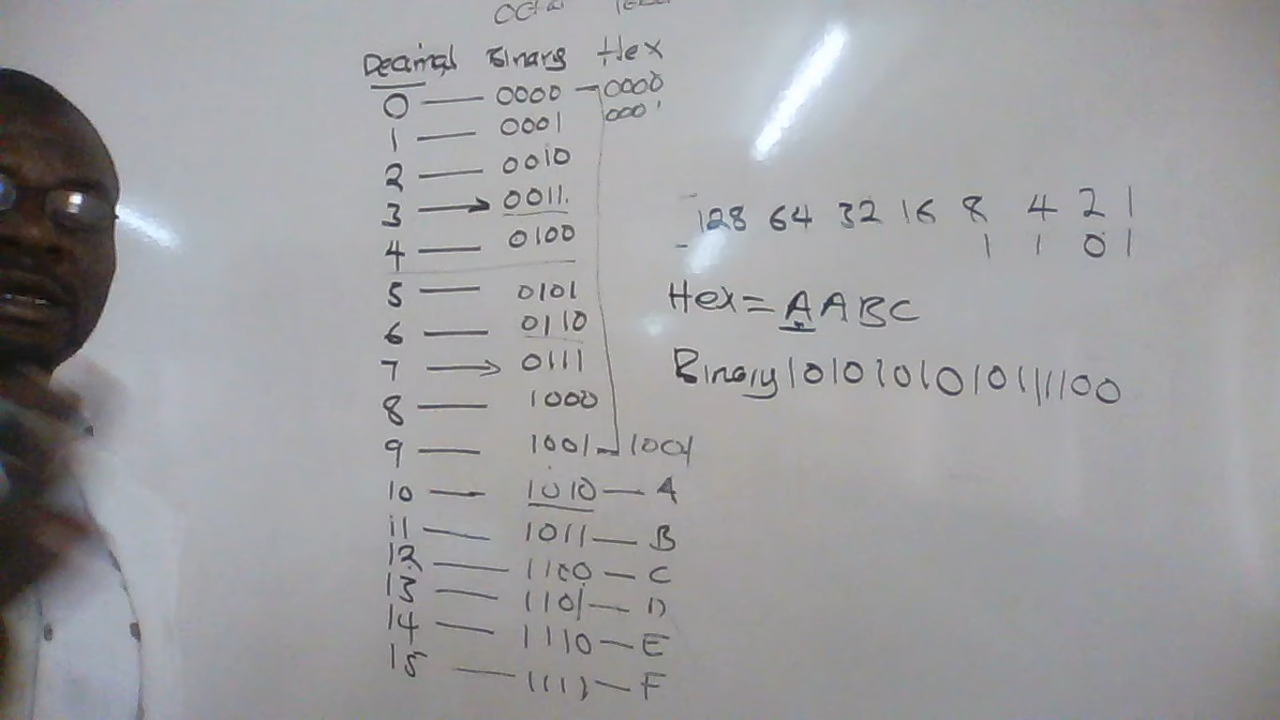 Decimal Binary Hex
0 — 0000 — 0000
1 — 0001 0001
2 — 0010
3 → 0011.
4 — 0100
5 — 0101
6 — 0110
7 → 0111
8 — 1000
9 — 1001 — 1001
10 — 1010 — A
11 — 1011 — B
12 — 1100 — C
13 — 1101 — D
14 — 1110 — E
15 — 1111 — F
128 64 32 16 8 4 2 1
1 1 0 1
Hex = AABC
Binary 1010101010111100